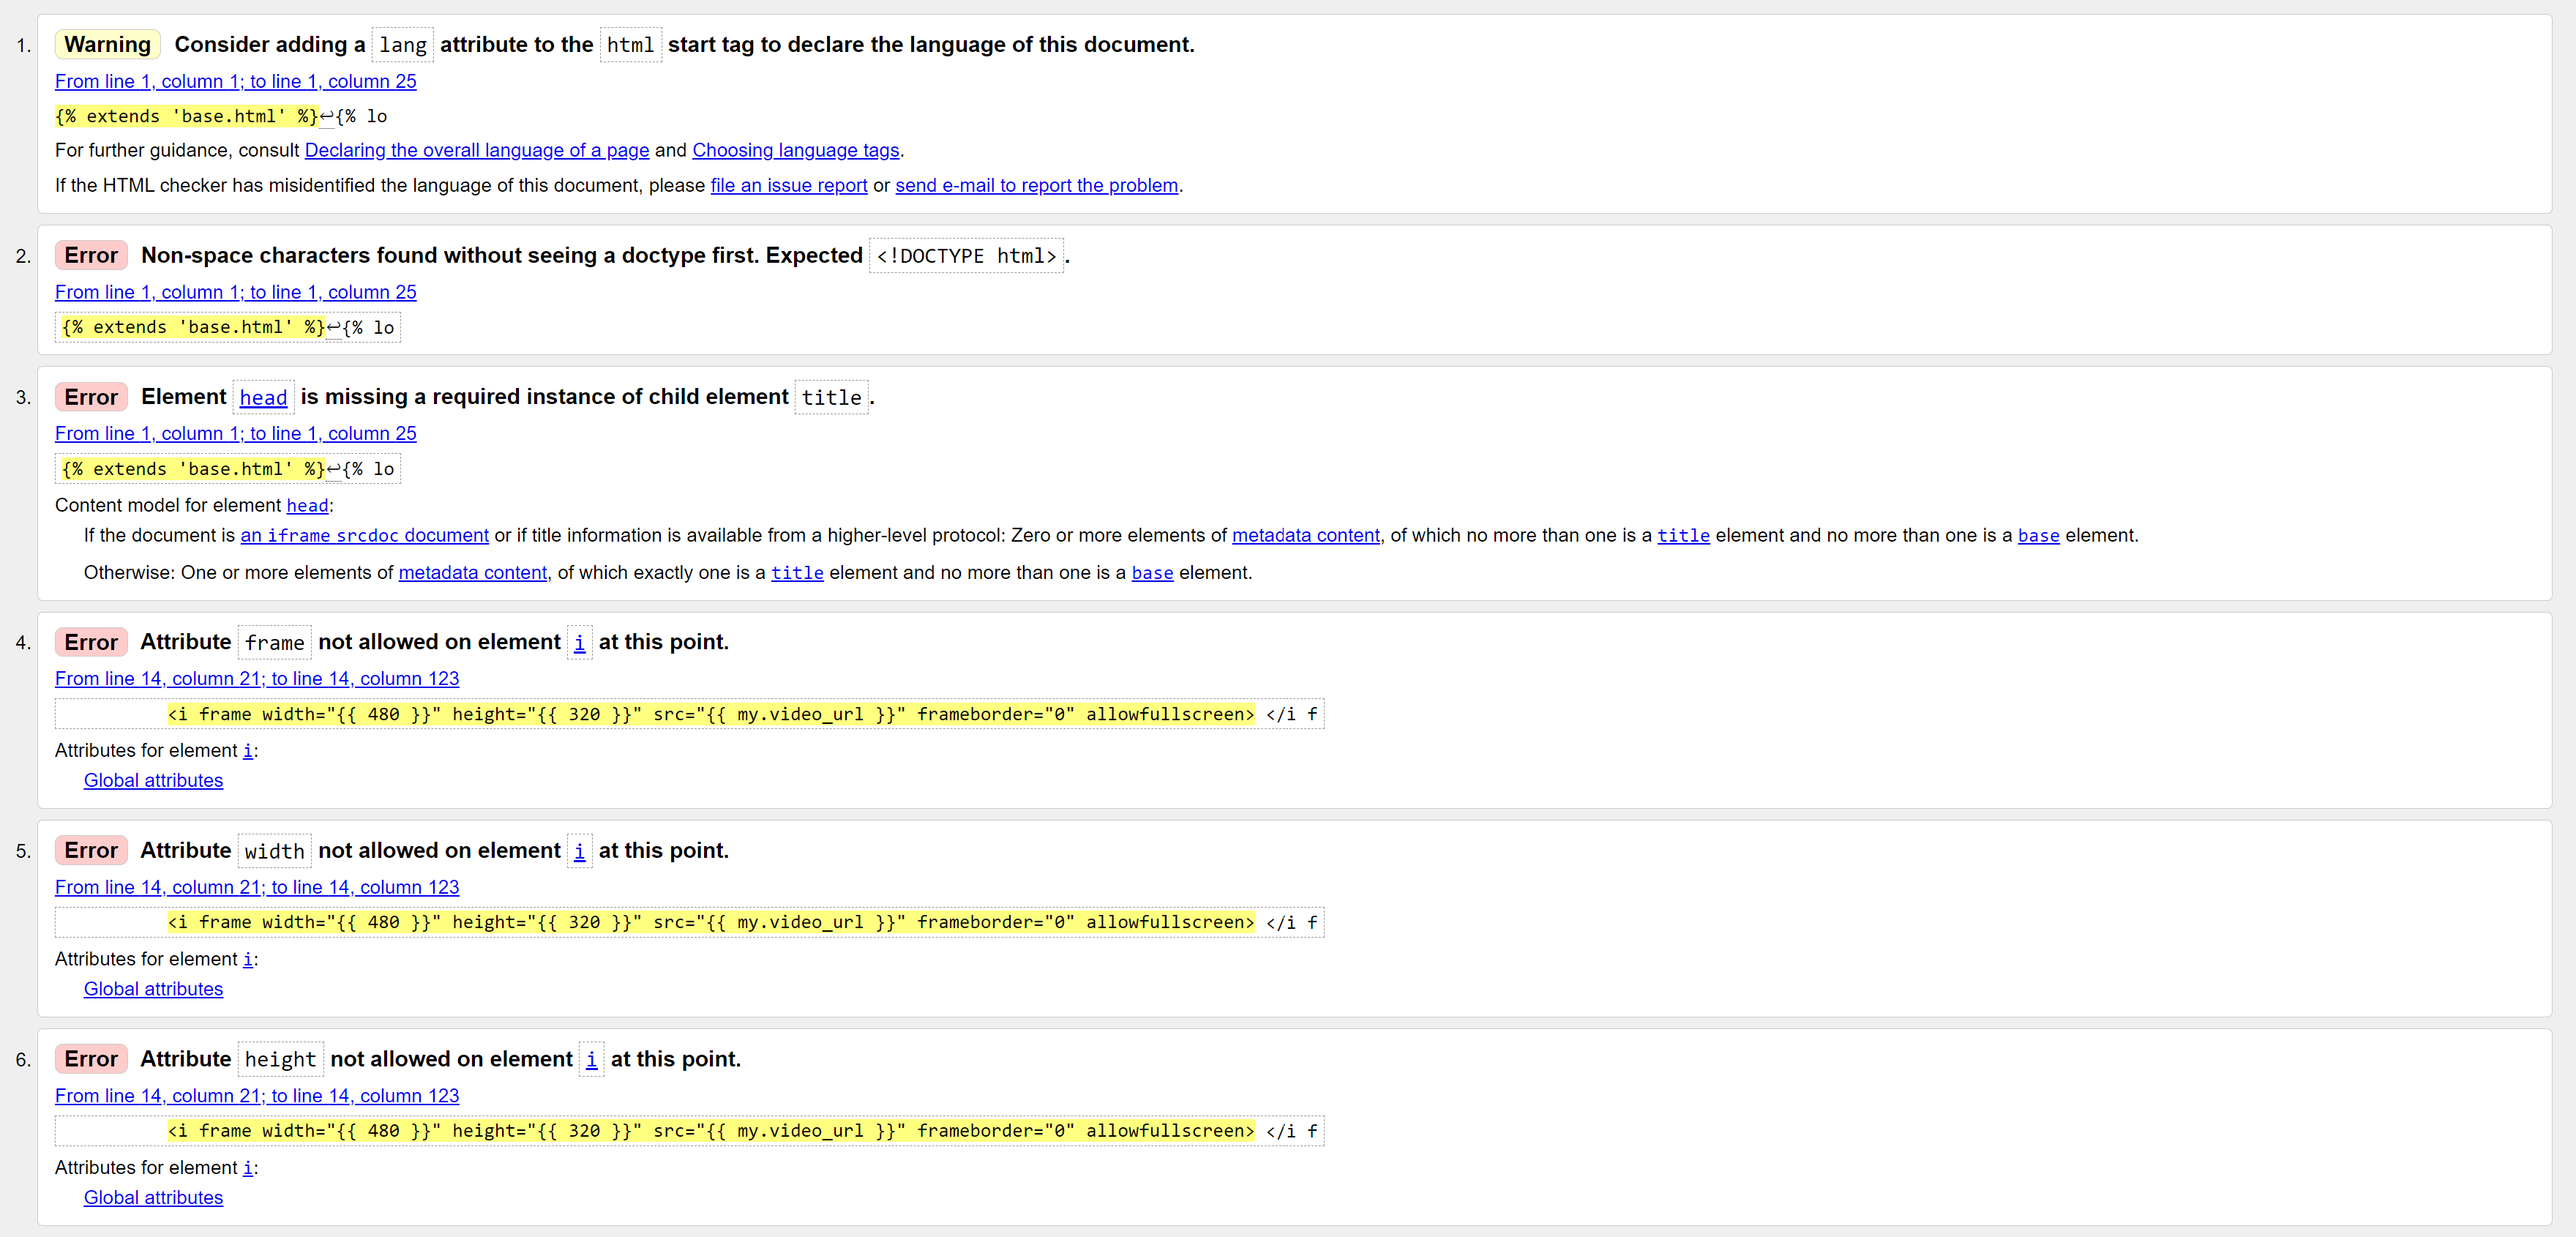 1. Warning Consider adding a lang attribute to the html start tag to declare the language of this document.
From line 1, column 1; to line 1, column 25
{% extends 'base.html' %}↩{% lo
For further guidance, consult Declaring the overall language of a page and Choosing language tags.
If the HTML checker has misidentified the language of this document, please file an issue report or send e-mail to report the problem.
2. Error Non-space characters found without seeing a doctype first. Expected <!DOCTYPE html>.
From line 1, column 1; to line 1, column 25
{% extends 'base.html' %}↩{% lo
3. Error Element head is missing a required instance of child element title.
From line 1, column 1; to line 1, column 25
{% extends 'base.html' %}↩{% lo
Content model for element head:
If the document is an iframe srcdoc document or if title information is available from a higher-level protocol: Zero or more elements of metadata content, of which no more than one is a title element and no more than one is a base element.
Otherwise: One or more elements of metadata content, of which exactly one is a title element and no more than one is a base element.
4. Error Attribute frame not allowed on element i at this point.
From line 14, column 21; to line 14, column 123
<i frame width="{{ 480 }}" height="{{ 320 }}" src="{{ my.video_url }}" frameborder="0" allowfullscreen> </i f
Attributes for element i:
Global attributes
5. Error Attribute width not allowed on element i at this point.
From line 14, column 21; to line 14, column 123
<i frame width="{{ 480 }}" height="{{ 320 }}" src="{{ my.video_url }}" frameborder="0" allowfullscreen> </i f
Attributes for element i:
Global attributes
6. Error Attribute height not allowed on element i at this point.
From line 14, column 21; to line 14, column 123
<i frame width="{{ 480 }}" height="{{ 320 }}" src="{{ my.video_url }}" frameborder="0" allowfullscreen> </i f
Attributes for element i:
Global attributes